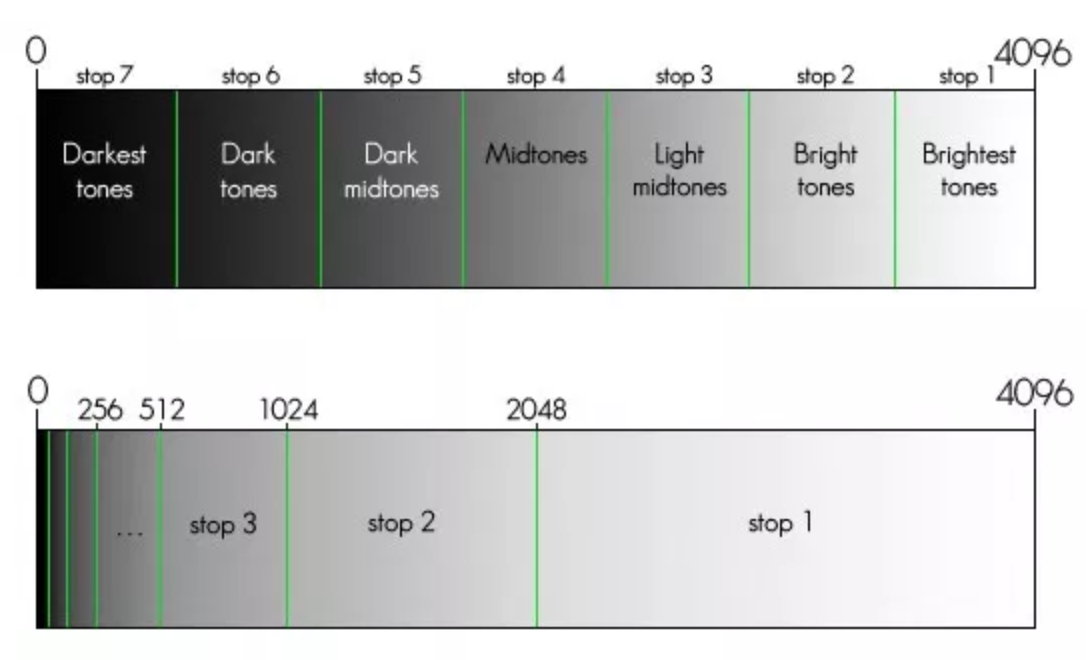 0 4096
stop 7 stop 6 stop 5 stop 4 stop 3 stop 2 stop 1
Darkest Dark Dark Midtones Light Bright Brightest
tones tones midtones midtones tones tones
0 4096
256 512 1024 2048
... stop 3 stop 2 stop 1